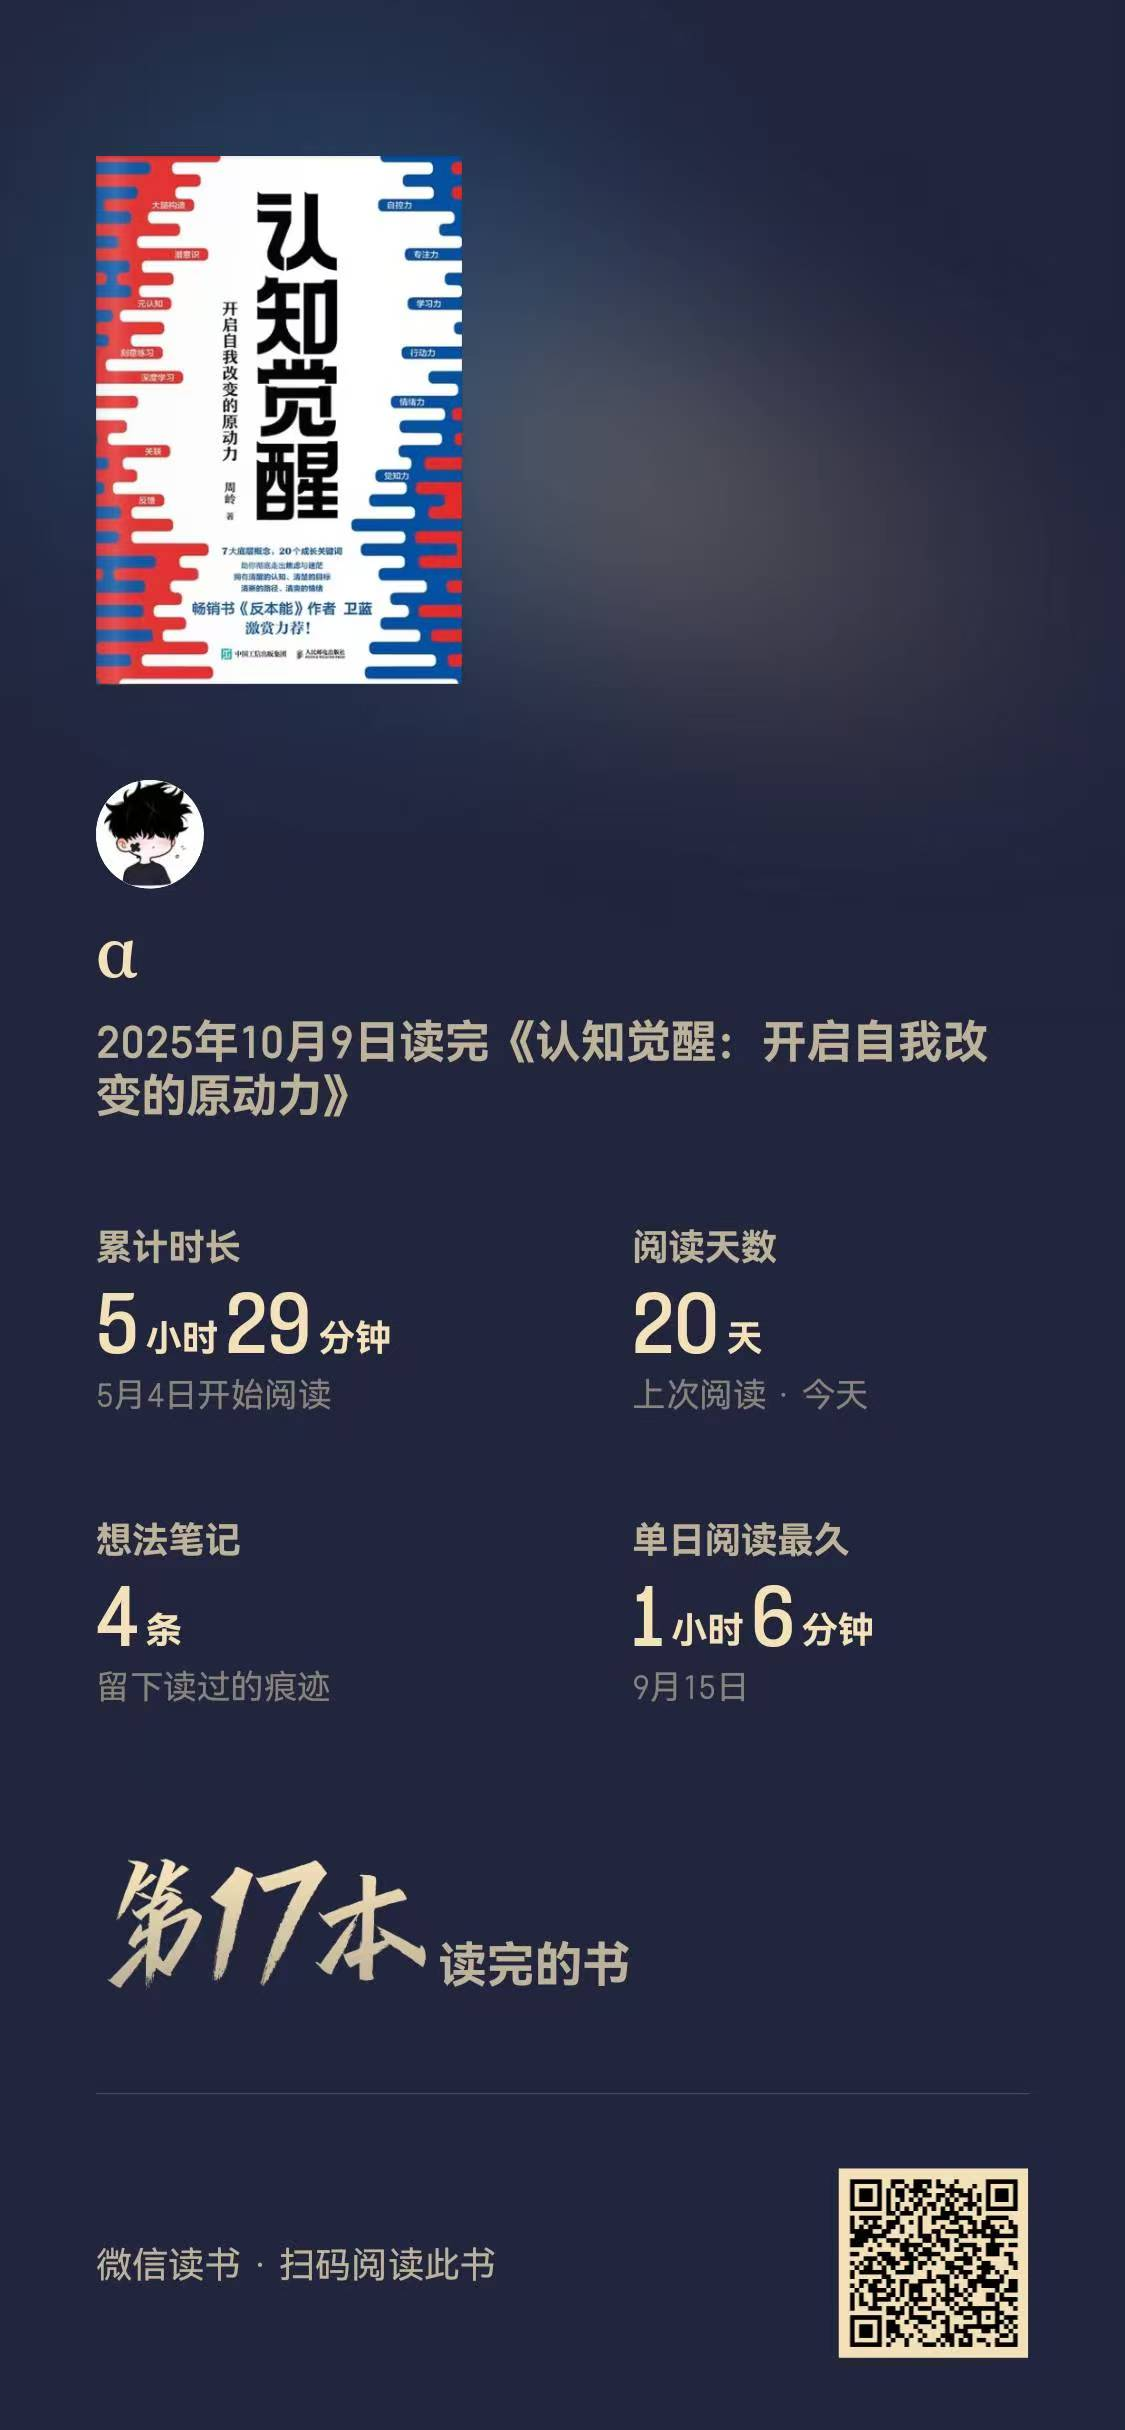 认知觉醒
开启自我改变的原动力
周岭 著
大脑构造
潜意识
元认知
刻意练习
深度学习
关联
反馈
自控力
专注力
学习力
行动力
情绪力
觉知力
7大底层概念，20个成长关键词
助你彻底走出焦虑与迷茫
拥有清醒的认知、清楚的目标
清晰的路径、清爽的情绪
畅销书《反本能》作者 卫蓝
激赏力荐！
中国工信出版集团 人民邮电出版社
α
2025年10月9日读完《认知觉醒：开启自我改
变的原动力》
累计时长
5小时29分钟
5月4日开始阅读
阅读天数
20天
上次阅读 · 今天
想法笔记
4条
留下读过的痕迹
单日阅读最久
1小时6分钟
9月15日
第17本读完的书
微信读书 · 扫码阅读此书